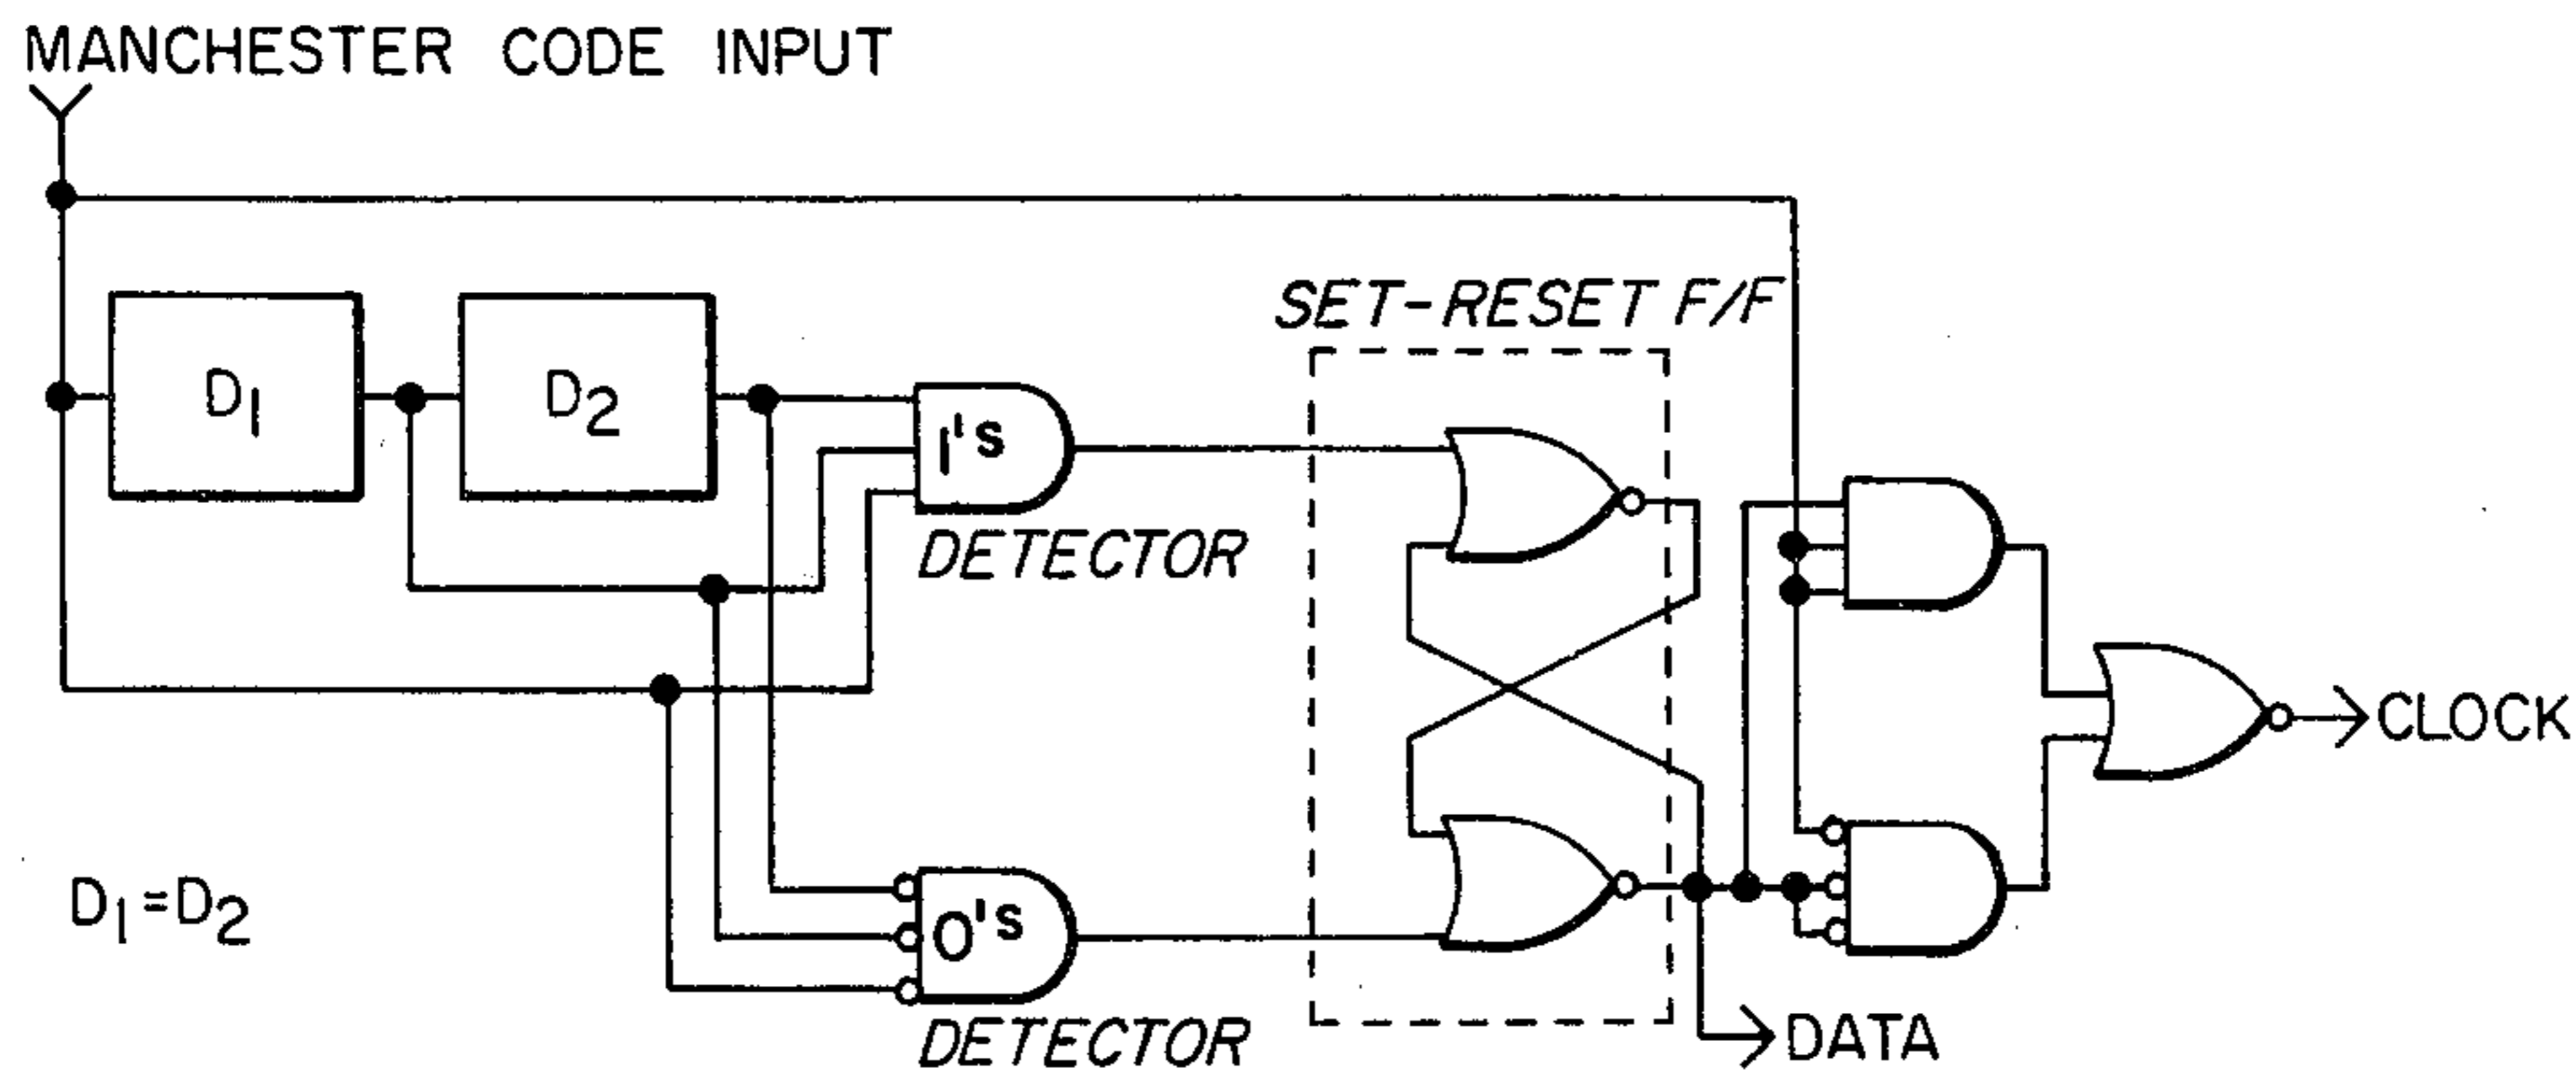 MANCHESTER CODE INPUT
SET-RESET F/F
D1
D2
1's
DETECTOR
CLOCK
D1=D2
0's
DETECTOR
DATA